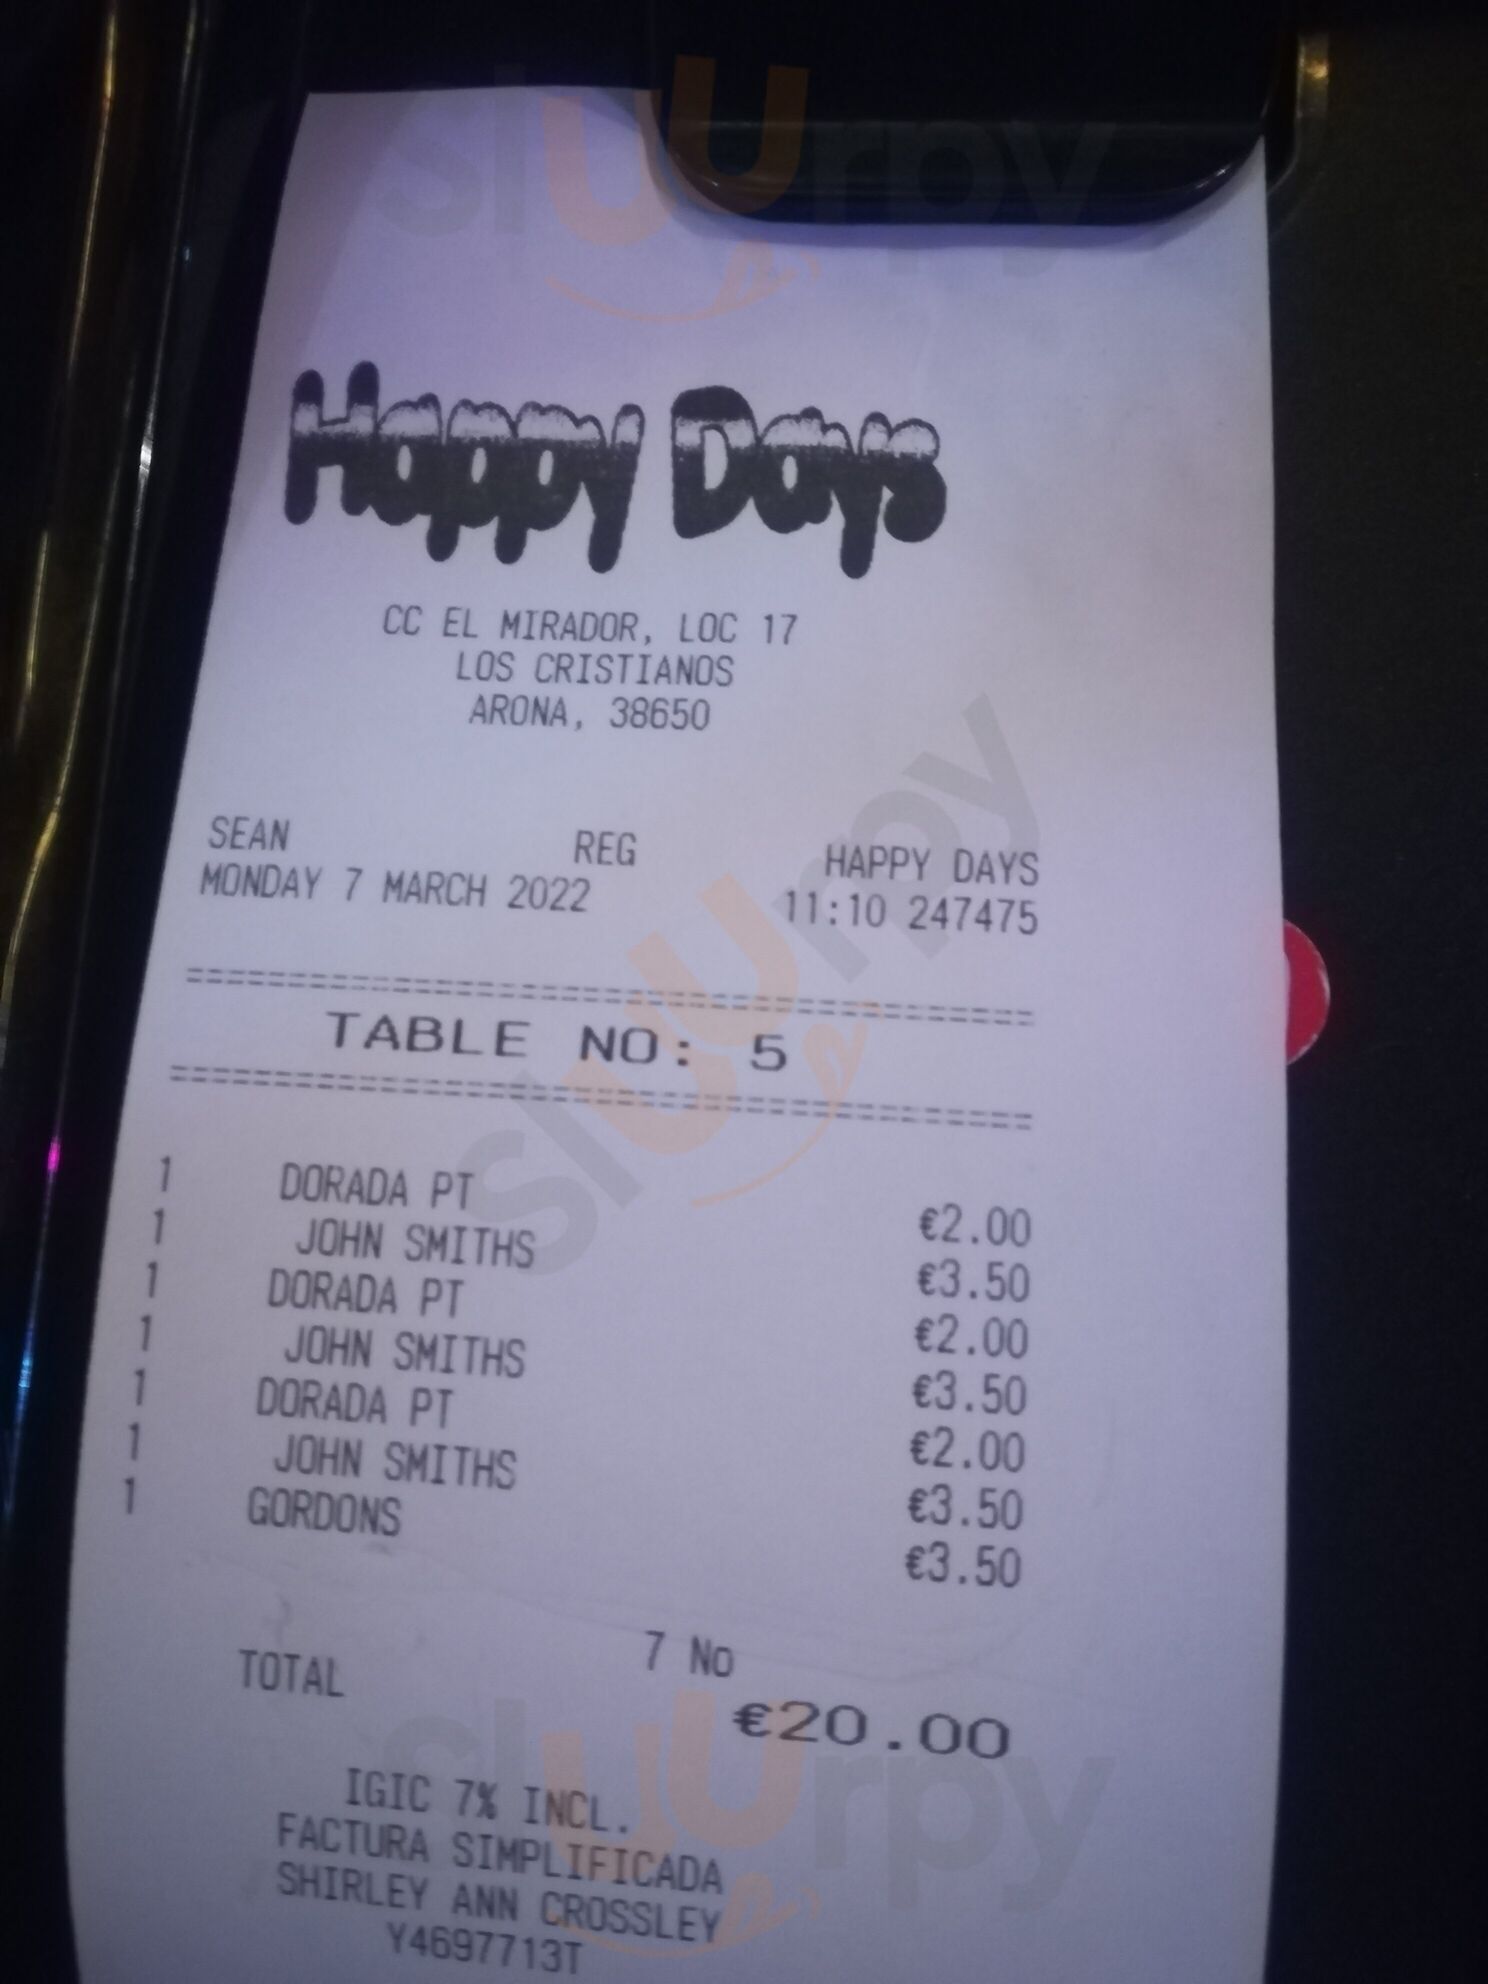 sluurpy
Happy Days
CC EL MIRADOR, LOC 17
LOS CRISTIANOS
ARONA, 38650
SEAN REG HAPPY DAYS
MONDAY 7 MARCH 2022 11:10 247475
TABLE NO: 5
sluurpy
1 DORADA PT €2.00
1 JOHN SMITHS €3.50
1 DORADA PT €2.00
1 JOHN SMITHS €3.50
1 DORADA PT €2.00
1 JOHN SMITHS €3.50
1 GORDONS €3.50
7 No
TOTAL €20.00
sluurpy
IGIC 7% INCL.
FACTURA SIMPLIFICADA
SHIRLEY ANN CROSSLEY
Y4697713T